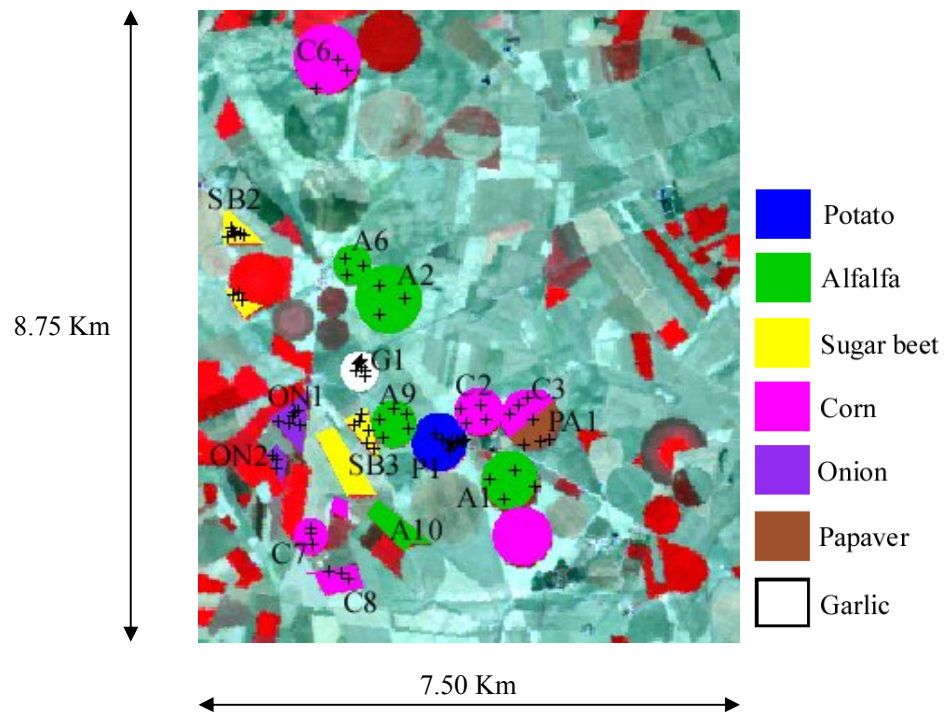 C6
SB2
A6
A2
8.75 Km
G1
ON1
A9
C2
C3
PA1
ON2
SB3
P1
A1
A10
C7
C8
Potato
Alfalfa
Sugar beet
Corn
Onion
Papaver
Garlic
7.50 Km